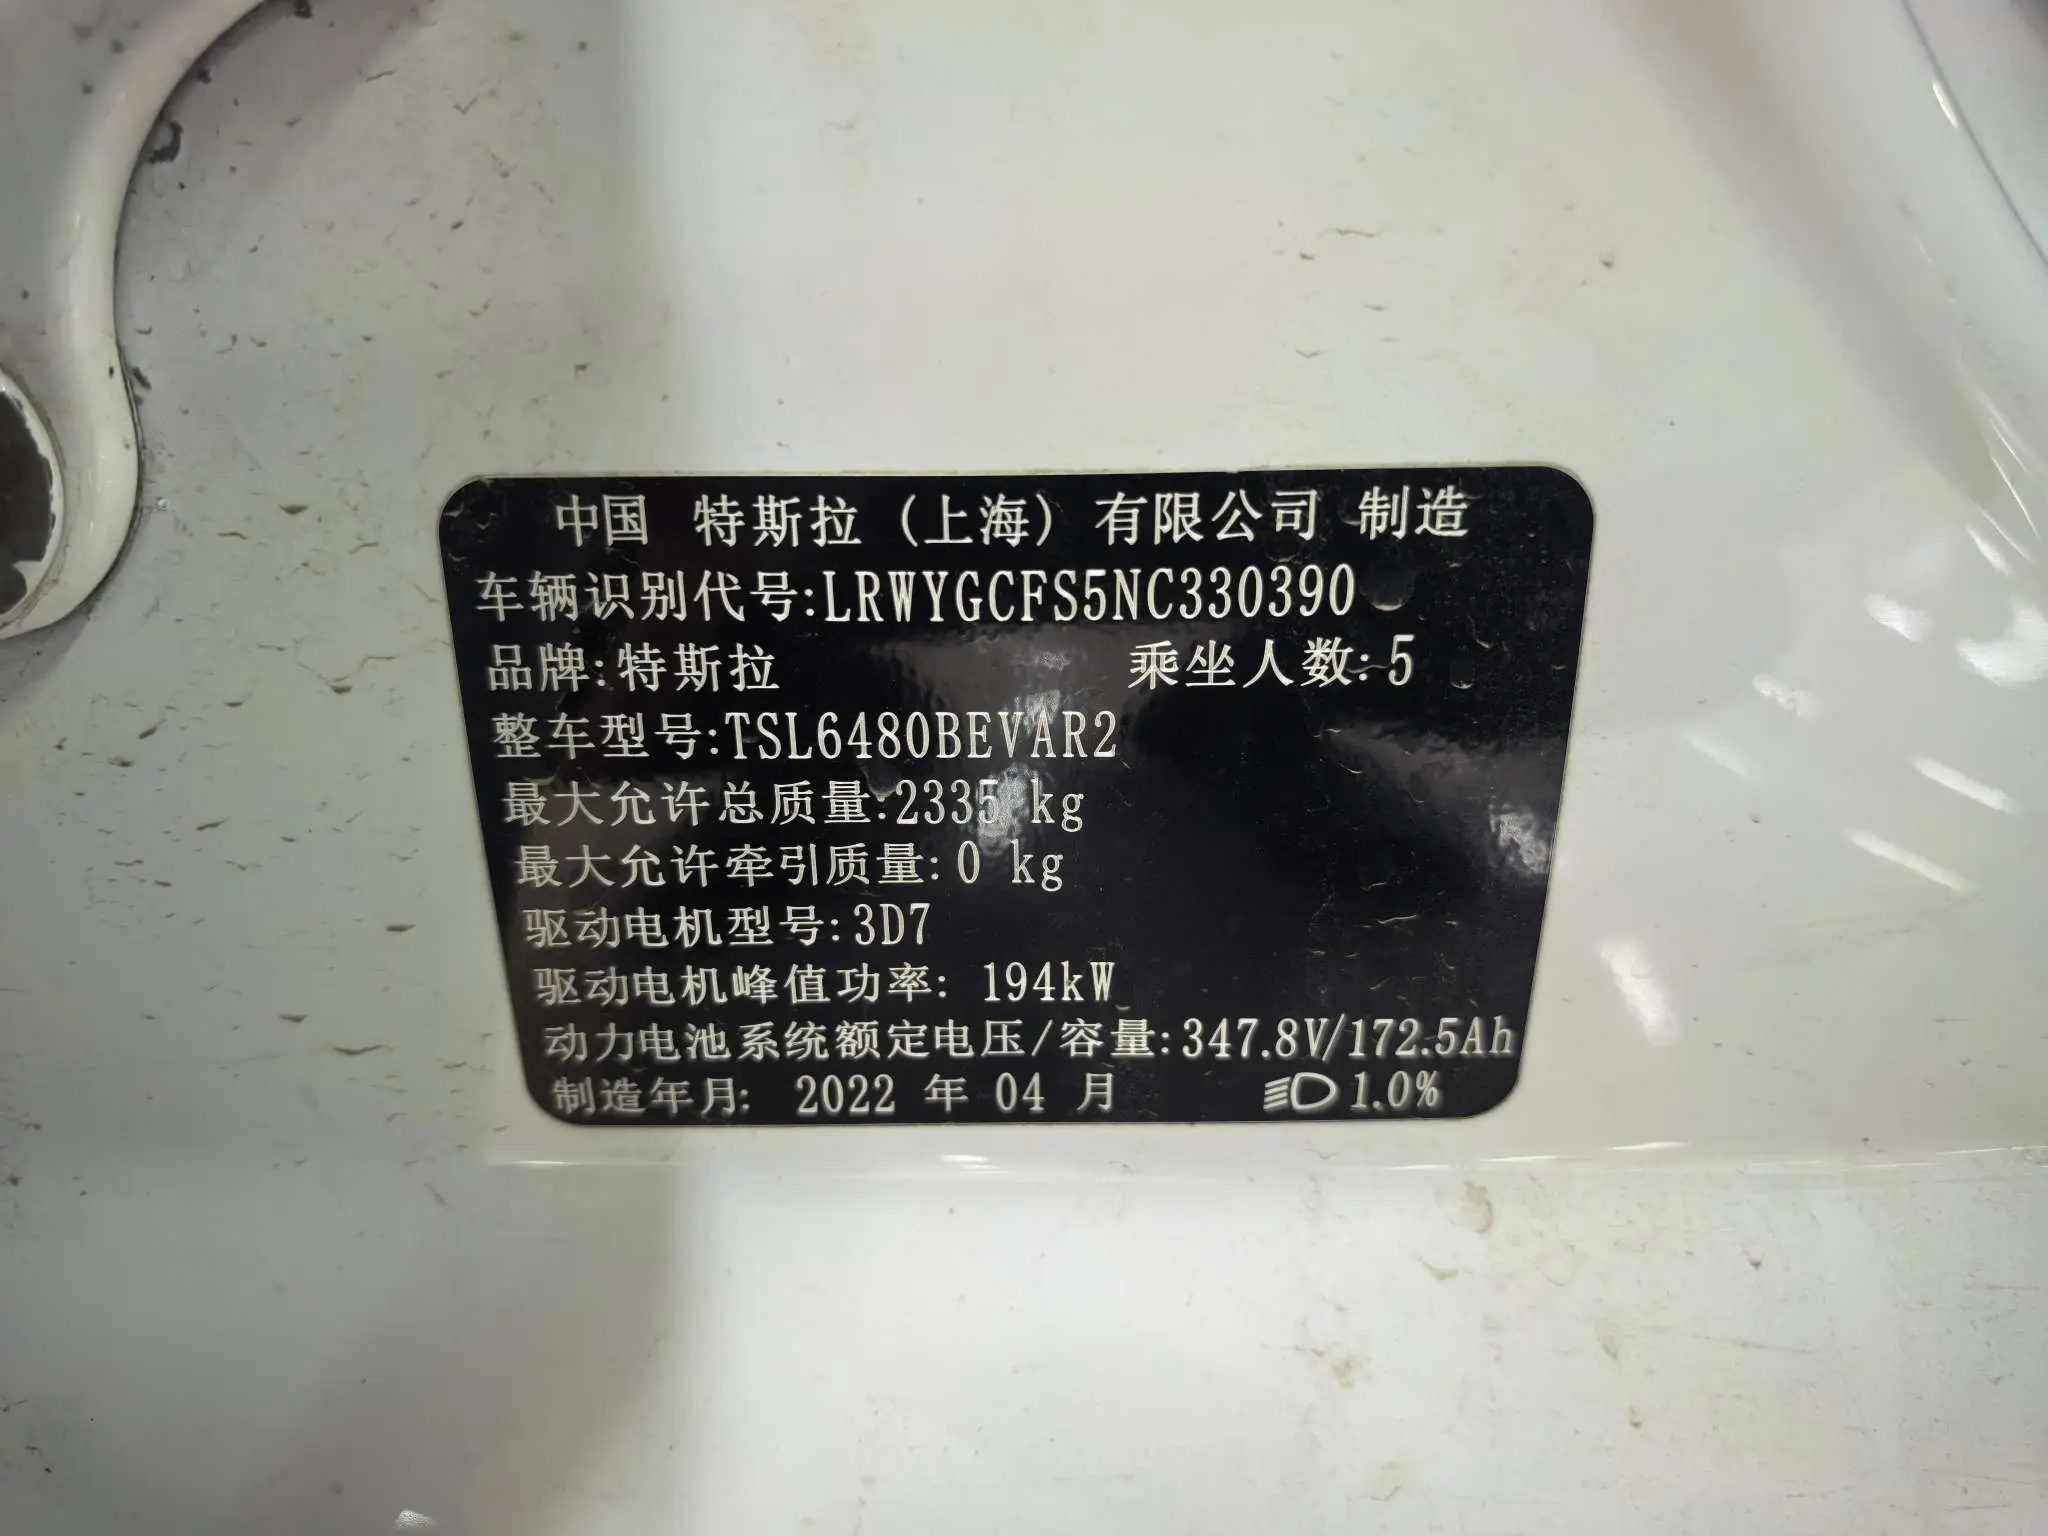 中国 特斯拉 (上海) 有限公司 制造
车辆识别代号:LRWYGCFS5NC330390
品牌:特斯拉 乘坐人数:5
整车型号:TSL6480BEVAR2
最大允许总质量:2335 kg
最大允许牵引质量:0 kg
驱动电机型号:3D7
驱动电机峰值功率: 194kW
动力电池系统额定电压/容量:347.8V/172.5Ah
制造年月: 2022 年 04 月 1.0%